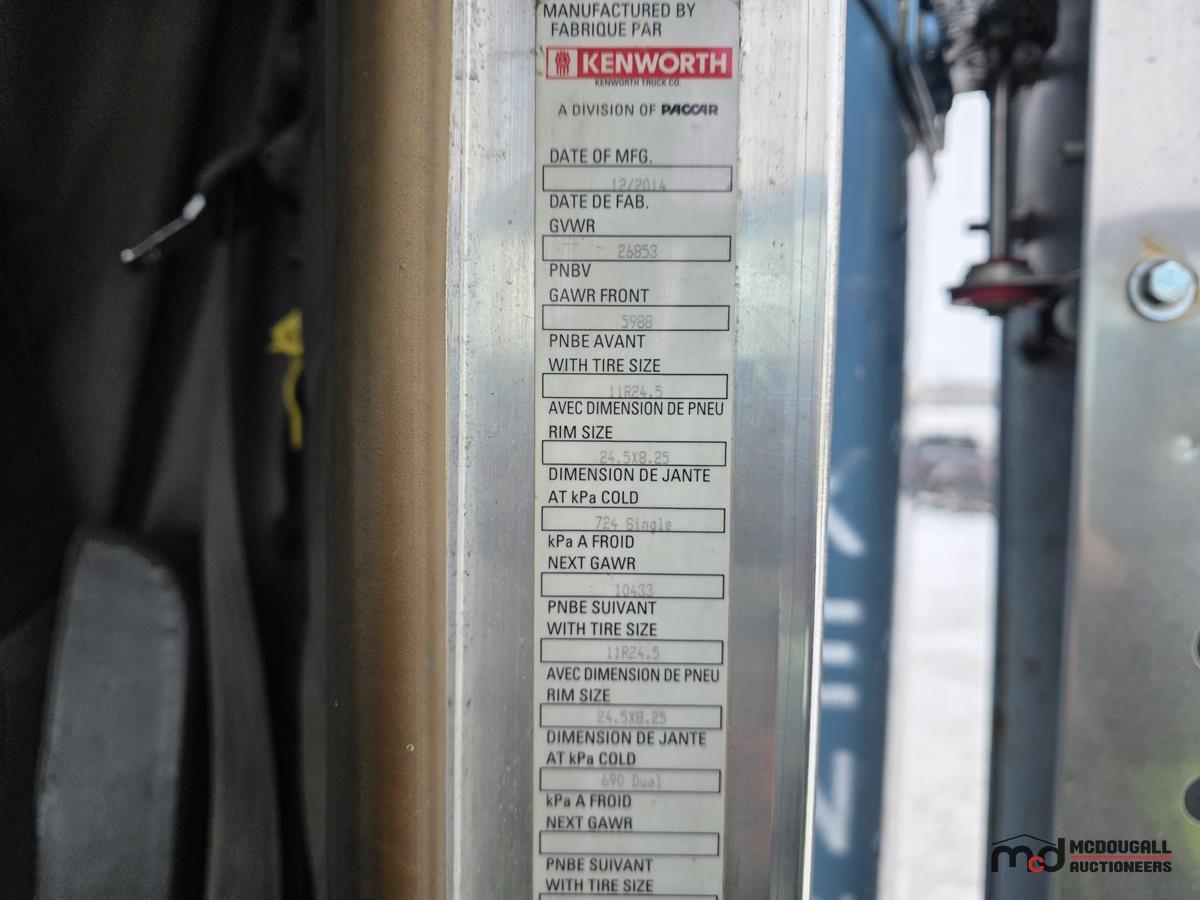 MANUFACTURED BY
FABRIQUE PAR
KENWORTH
KENWORTH TRUCK CO.
A DIVISION OF PACCAR
DATE OF MFG.
12/2014
DATE DE FAB.
GVWR
26853
PNBV
GAWR FRONT
5988
PNBE AVANT
WITH TIRE SIZE
11R24.5
AVEC DIMENSION DE PNEU
RIM SIZE
24.5X8.25
DIMENSION DE JANTE
AT kPa COLD
724 Single
kPa A FROID
NEXT GAWR
10433
PNBE SUIVANT
WITH TIRE SIZE
11R24.5
AVEC DIMENSION DE PNEU
RIM SIZE
24.5X8.25
DIMENSION DE JANTE
AT kPa COLD
690 Dual
kPa A FROID
NEXT GAWR
PNBE SUIVANT
WITH TIRE SIZE
mcd MCDOUGALL
AUCTIONEERS